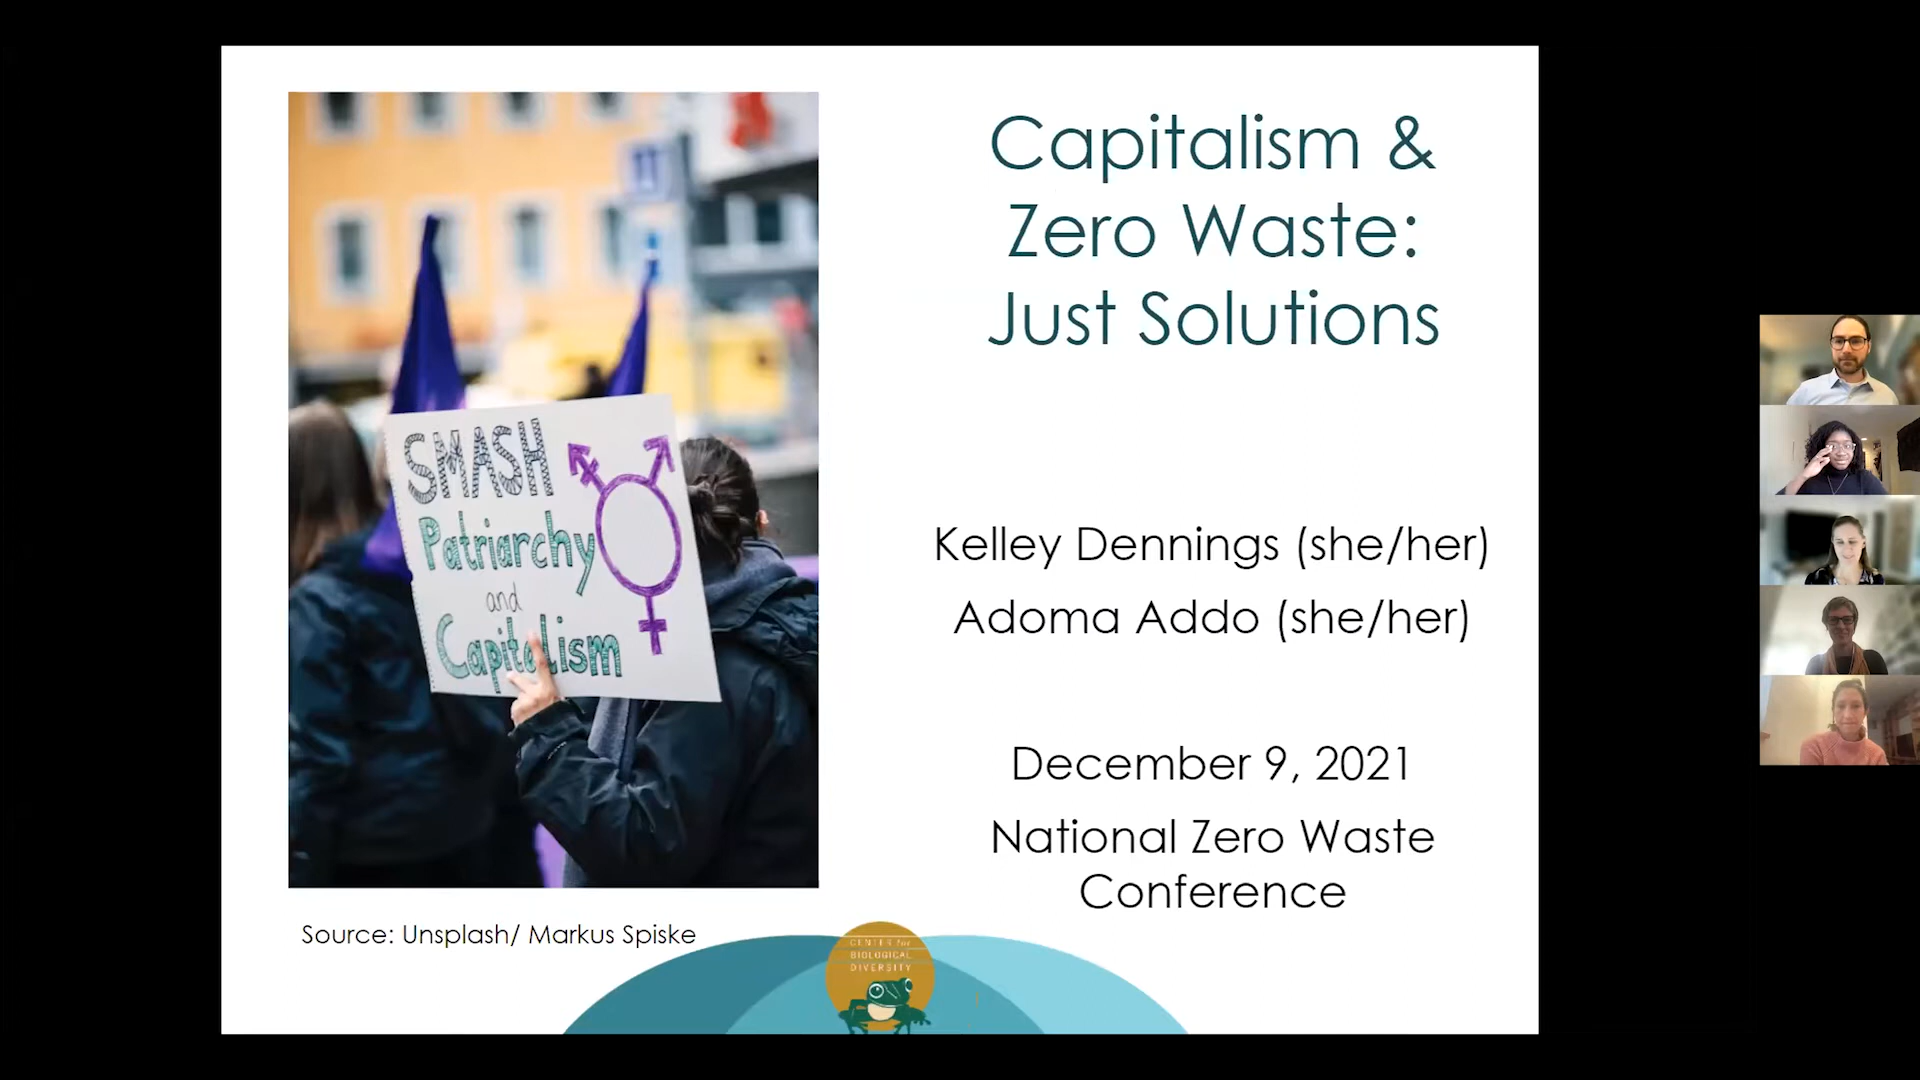 Capitalism &
Zero Waste:
Just Solutions
SMASH
Patriarchy
and
Capitalism
Kelley Dennings (she/her)
Adoma Addo (she/her)
December 9, 2021
National Zero Waste
Conference
Source: Unsplash/ Markus Spiske
CENTER for
BIOLOGICAL
DIVERSITY